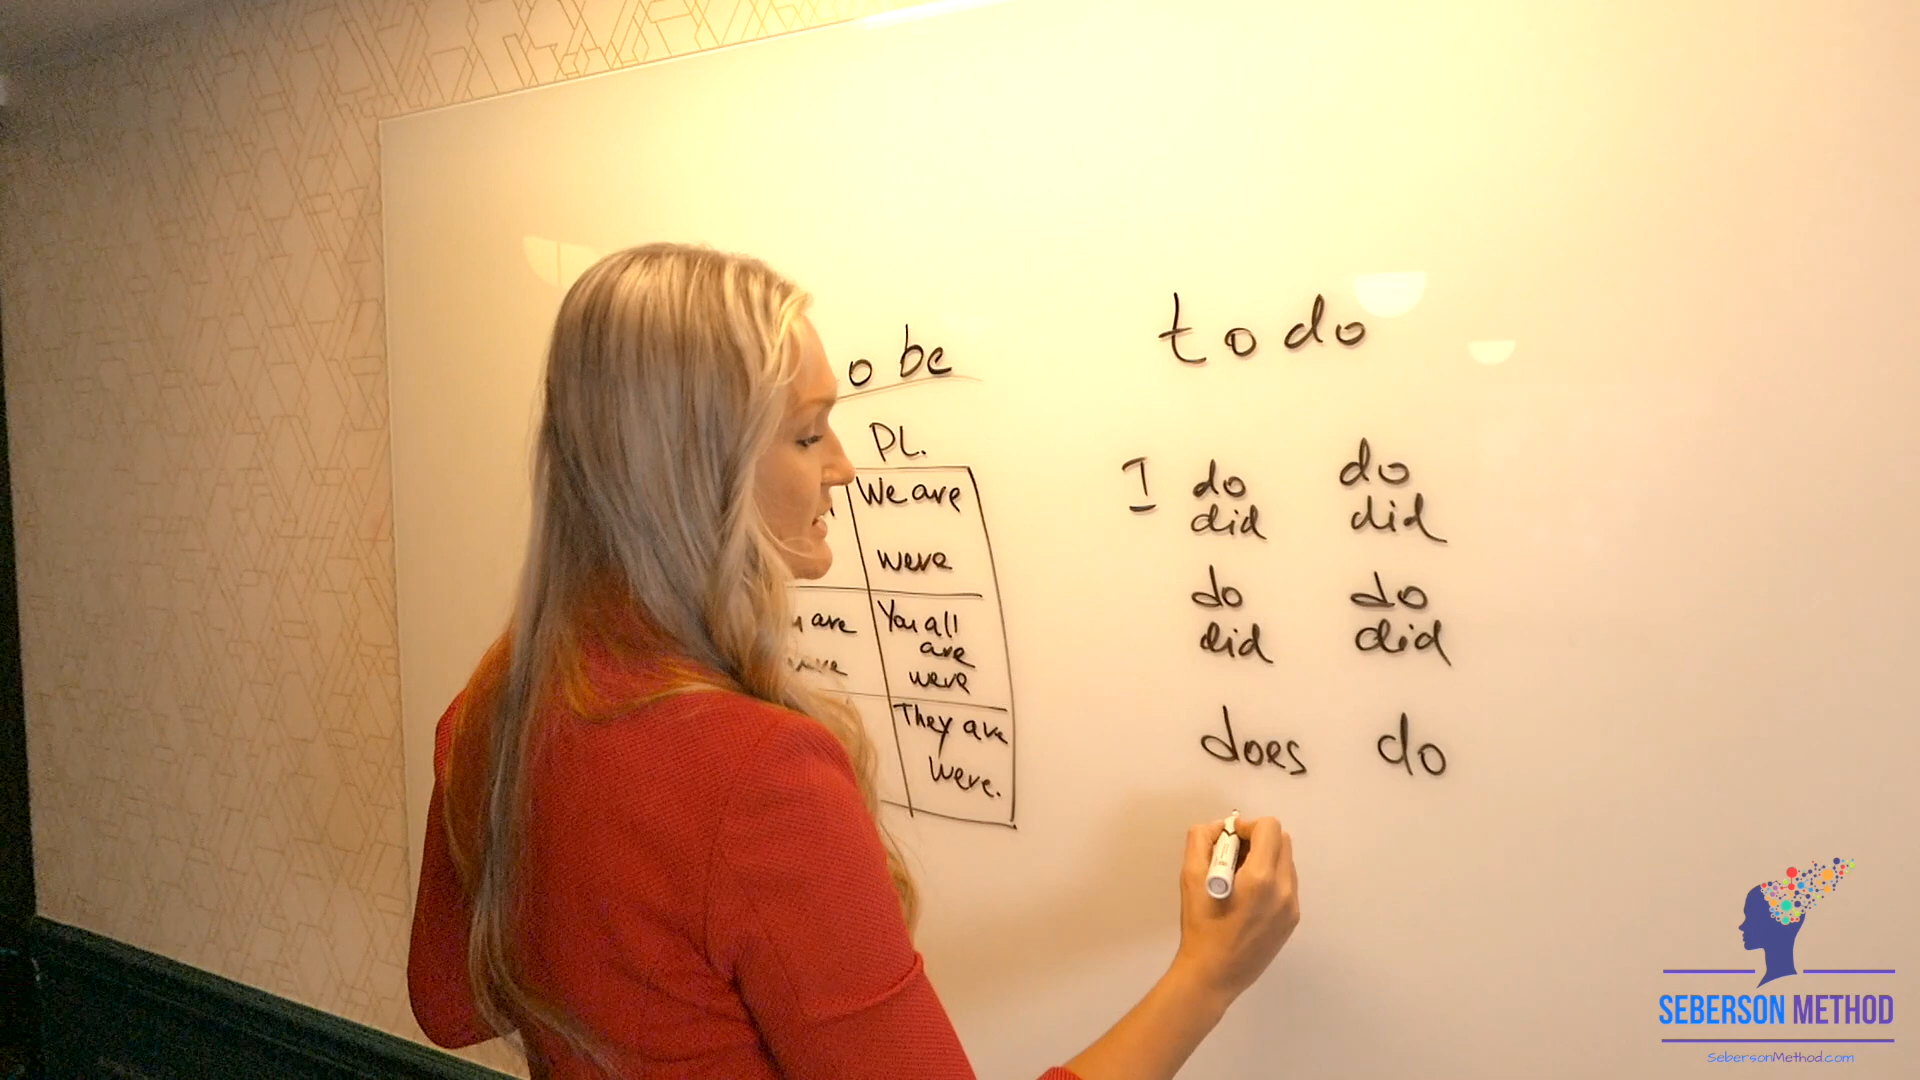 o be
PL.
We are
were
are
You all
are
were
They are
were.
to do
I do do
did did
do do
did did
does do
SEBERSON METHOD
SebersonMethod.com